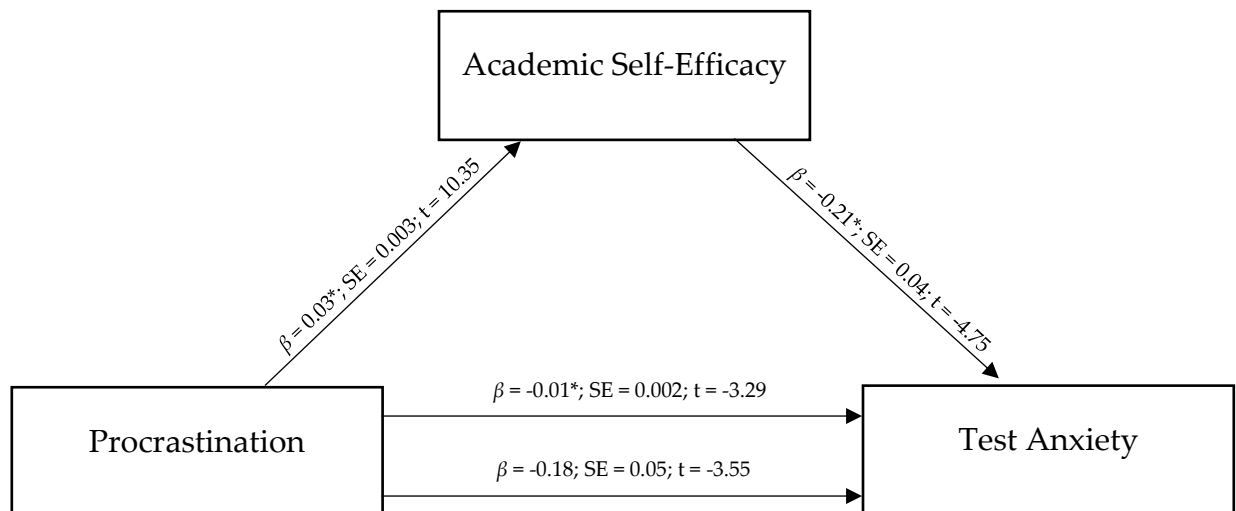 Academic Self-Efficacy
β = 0.03*; SE = 0.003; t = 10.35
β = -0.21*; SE = 0.04; t = -4.75
β = -0.01*; SE = 0.002; t = -3.29
Procrastination
Test Anxiety
β = -0.18; SE = 0.05; t = -3.55